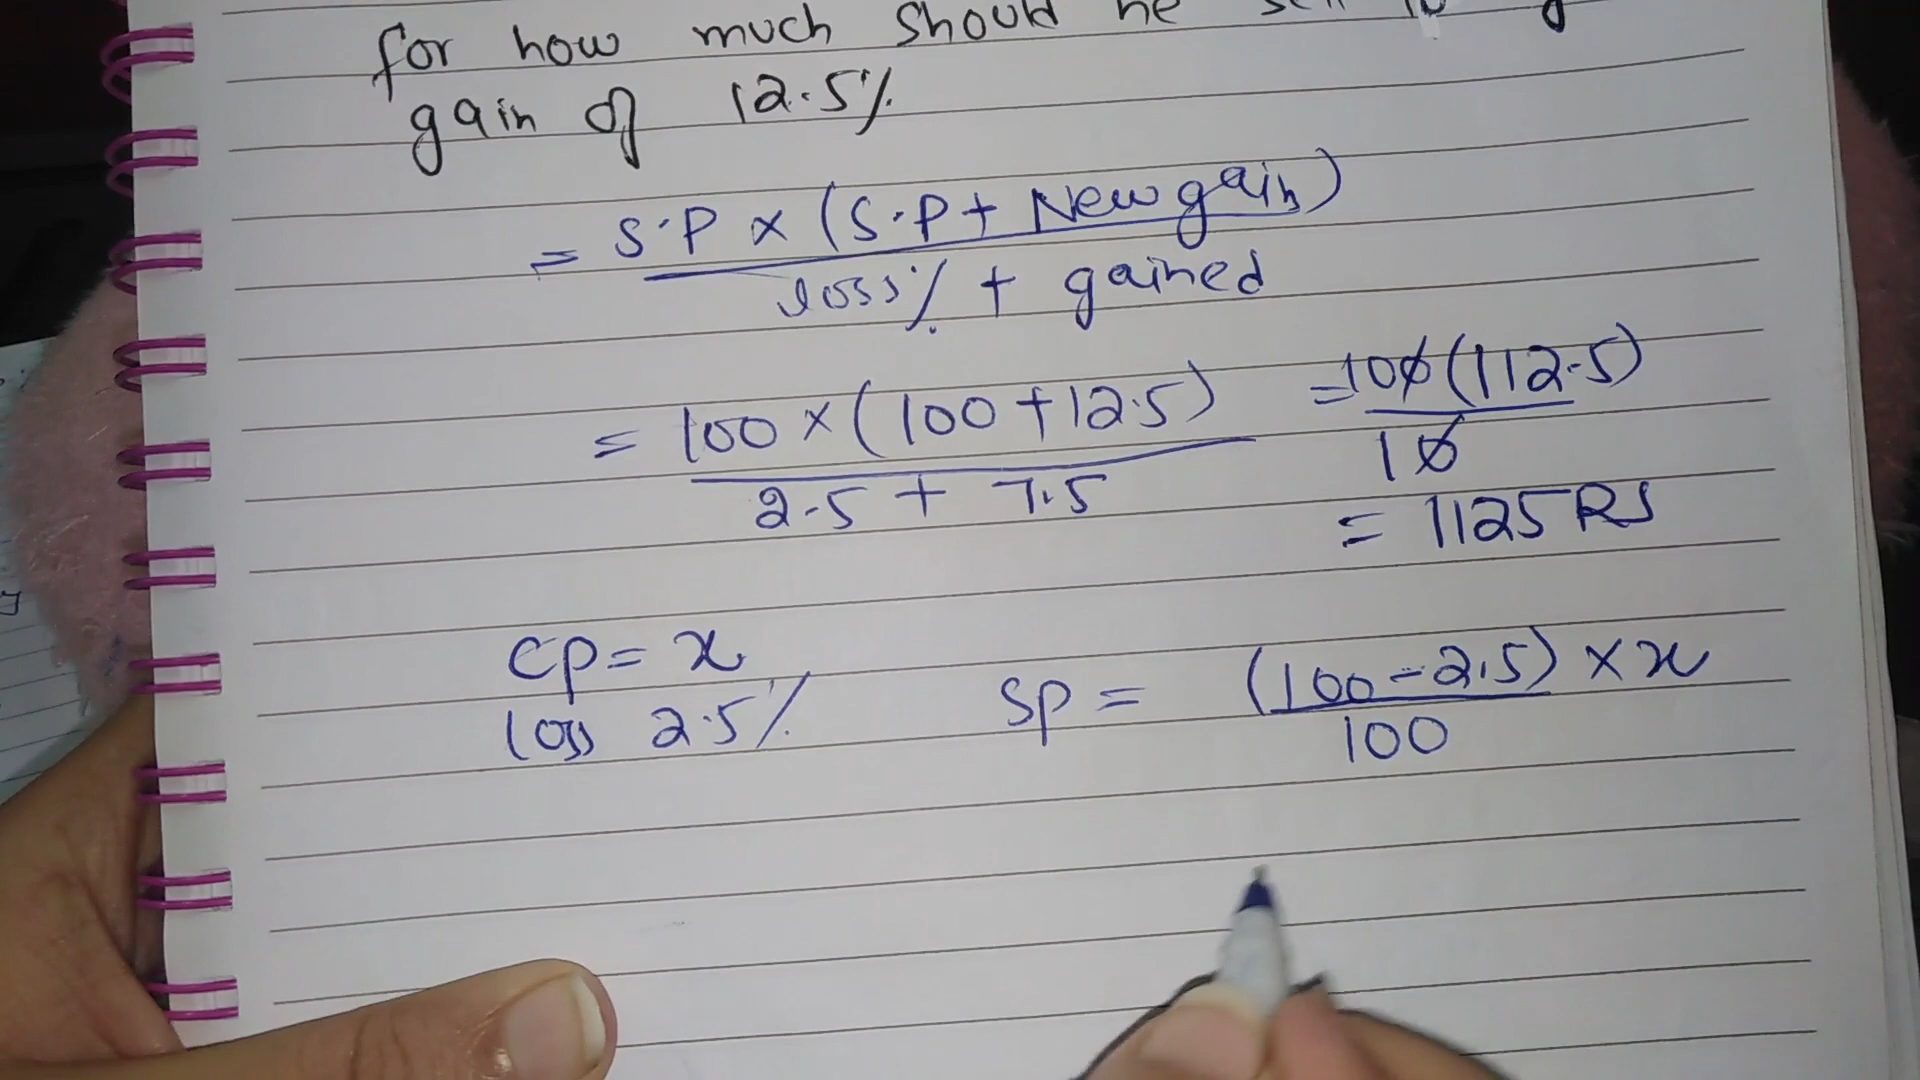 for how much should he
gain of 12.5%
= S.P × (S.P + New gain) / loss% + gained
= 100 × (100 + 12.5) / 2.5 + 7.5
= 100 (112.5) / 10
= 1125 RS
CP = x
loss 2.5%
SP = (100 - 2.5) × x / 100